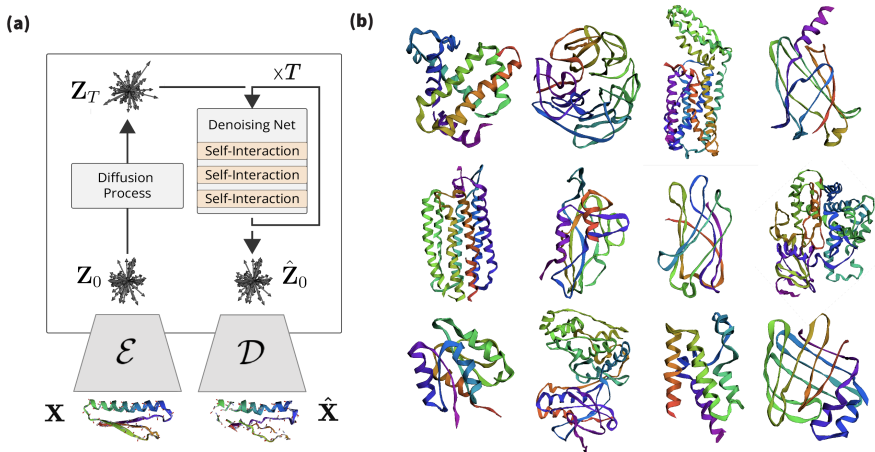 (a)
(b)
Z_T
×T
Denoising Net
Self-Interaction
Self-Interaction
Self-Interaction
Diffusion
Process
Z_0
Ẑ_0
ℰ
𝒟
X
X̂